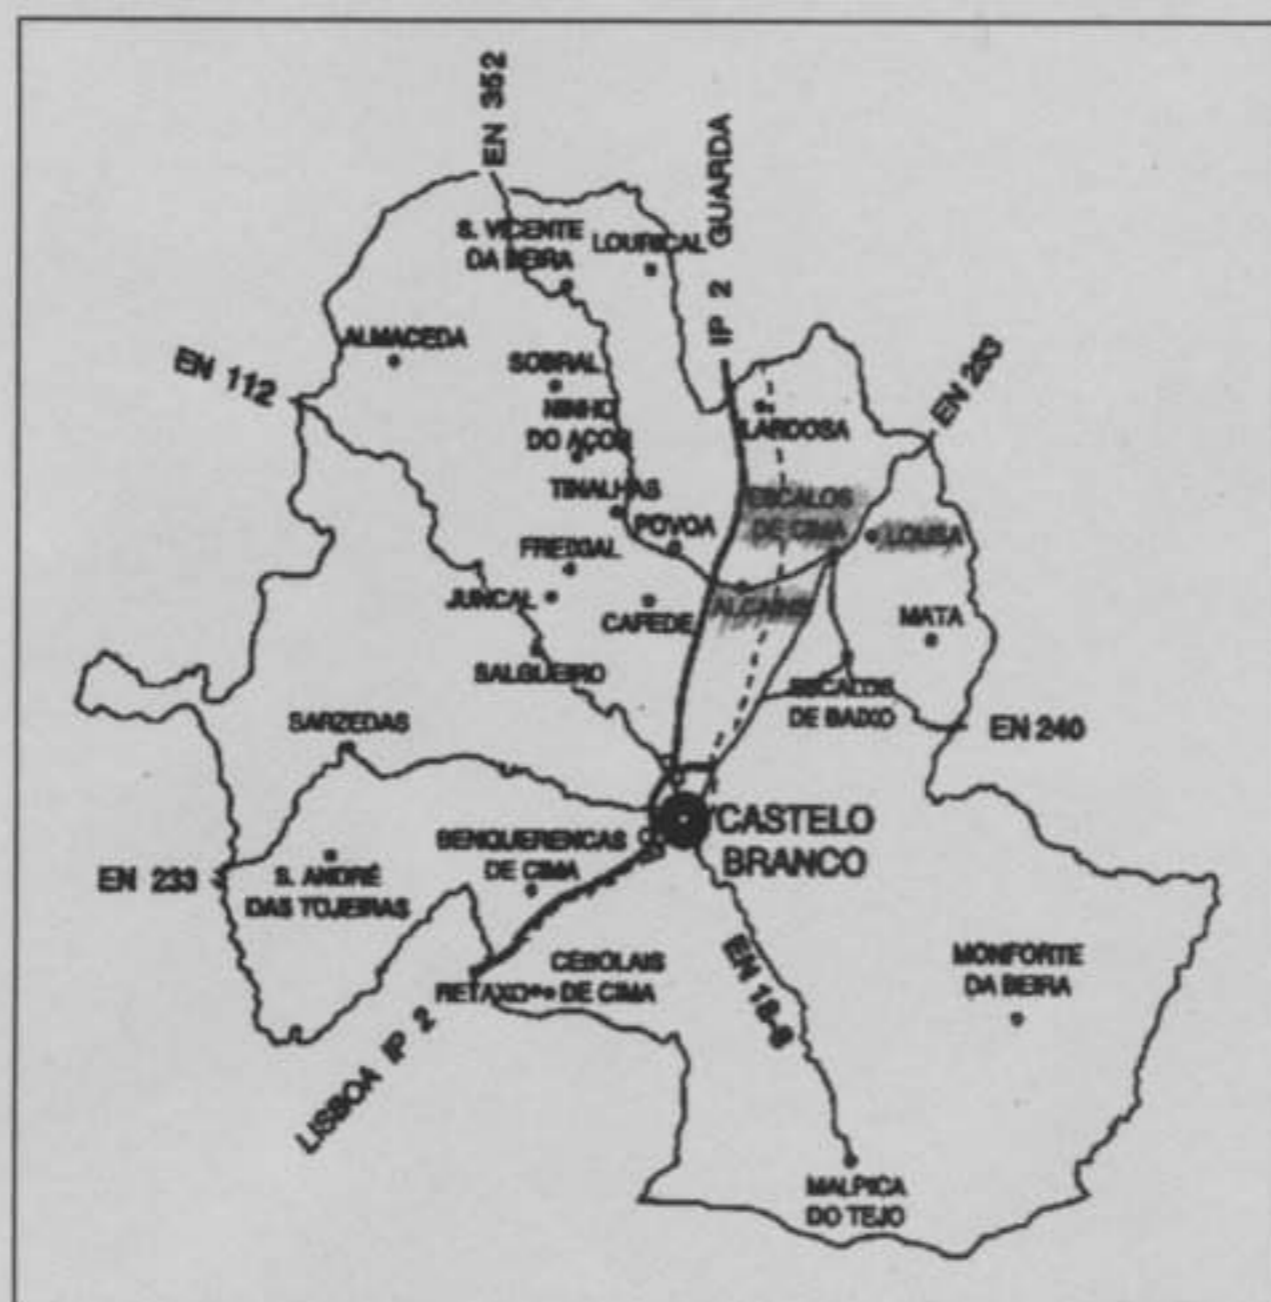 EN 352
IP 2 GUARDA
S. VICENTE
DA BEIRA
LOURICAL
ALMACEDA
EN 112
SOBRAL
NINHO
DO AÇOR
LARDOSA
EN 233
TINALHAS
ESCALOS
DE CIMA
LOUSA
POVOA
FREIXIAL
JUNCAL
CAFEDE
ALCAINS
MATA
SALGUEIRO
ESCALOS
DE BAIXO
EN 240
SARZEDAS
CASTELO
BRANCO
BENQUERENCAS
DE CIMA
EN 233
S. ANDRÉ
DAS TOJEIRAS
CEBOLAIS
DE CIMA
RETAXO
LISBOA IP 2
EN 18-8
MONFORTE
DA BEIRA
MALPICA
DO TEJO